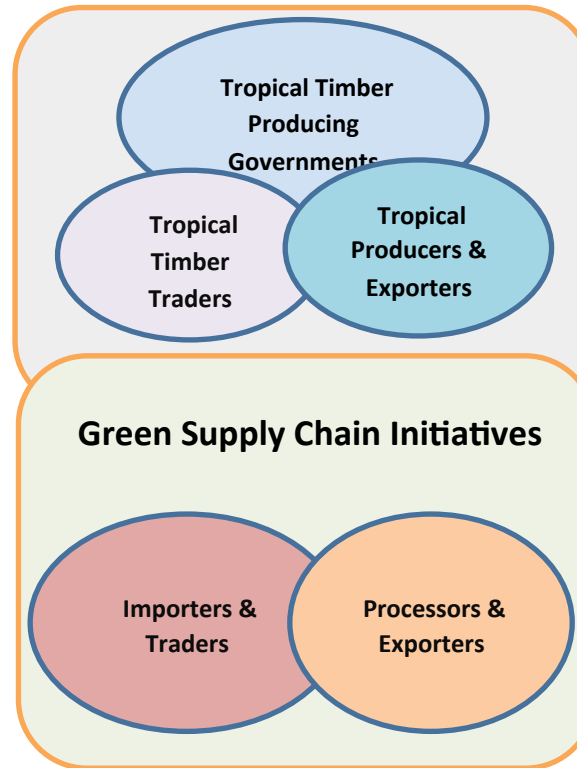 Tropical Timber
Producing
Governments
Tropical
Timber
Traders
Tropical
Producers &
Exporters
Green Supply Chain Initiatives
Importers &
Traders
Processors &
Exporters